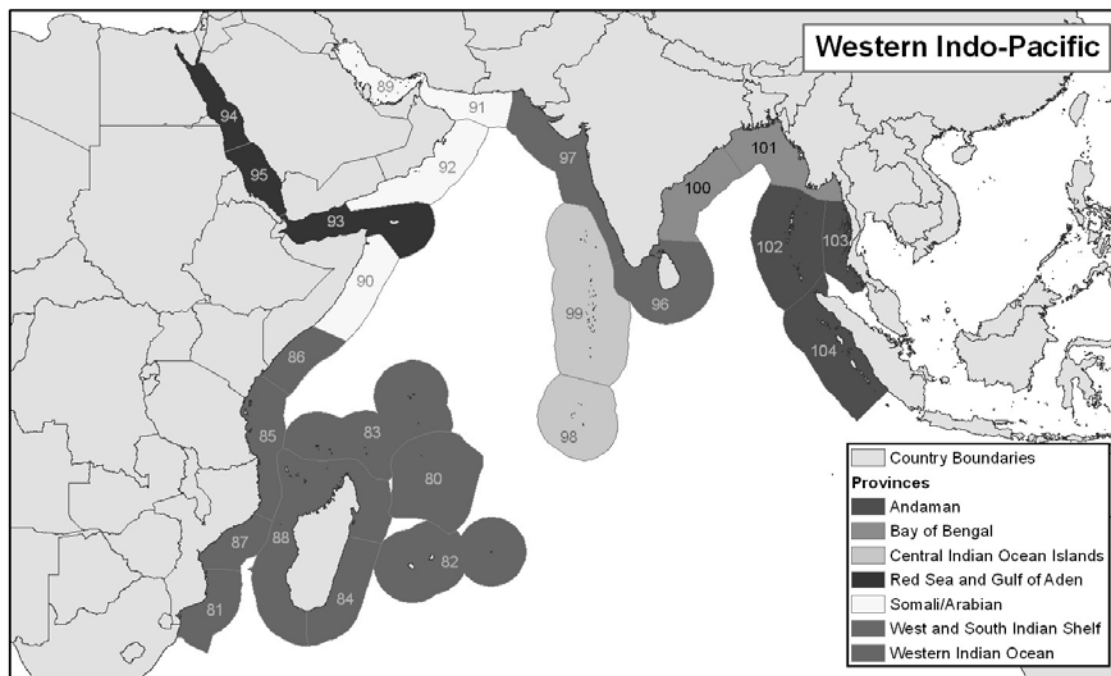 Western Indo-Pacific
89
91
94
92
97
101
95
100
93
102
103
90
96
99
104
86
98
85
83
80
88
87
82
84
81
Country Boundaries
Provinces
Andaman
Bay of Bengal
Central Indian Ocean Islands
Red Sea and Gulf of Aden
Somali/Arabian
West and South Indian Shelf
Western Indian Ocean